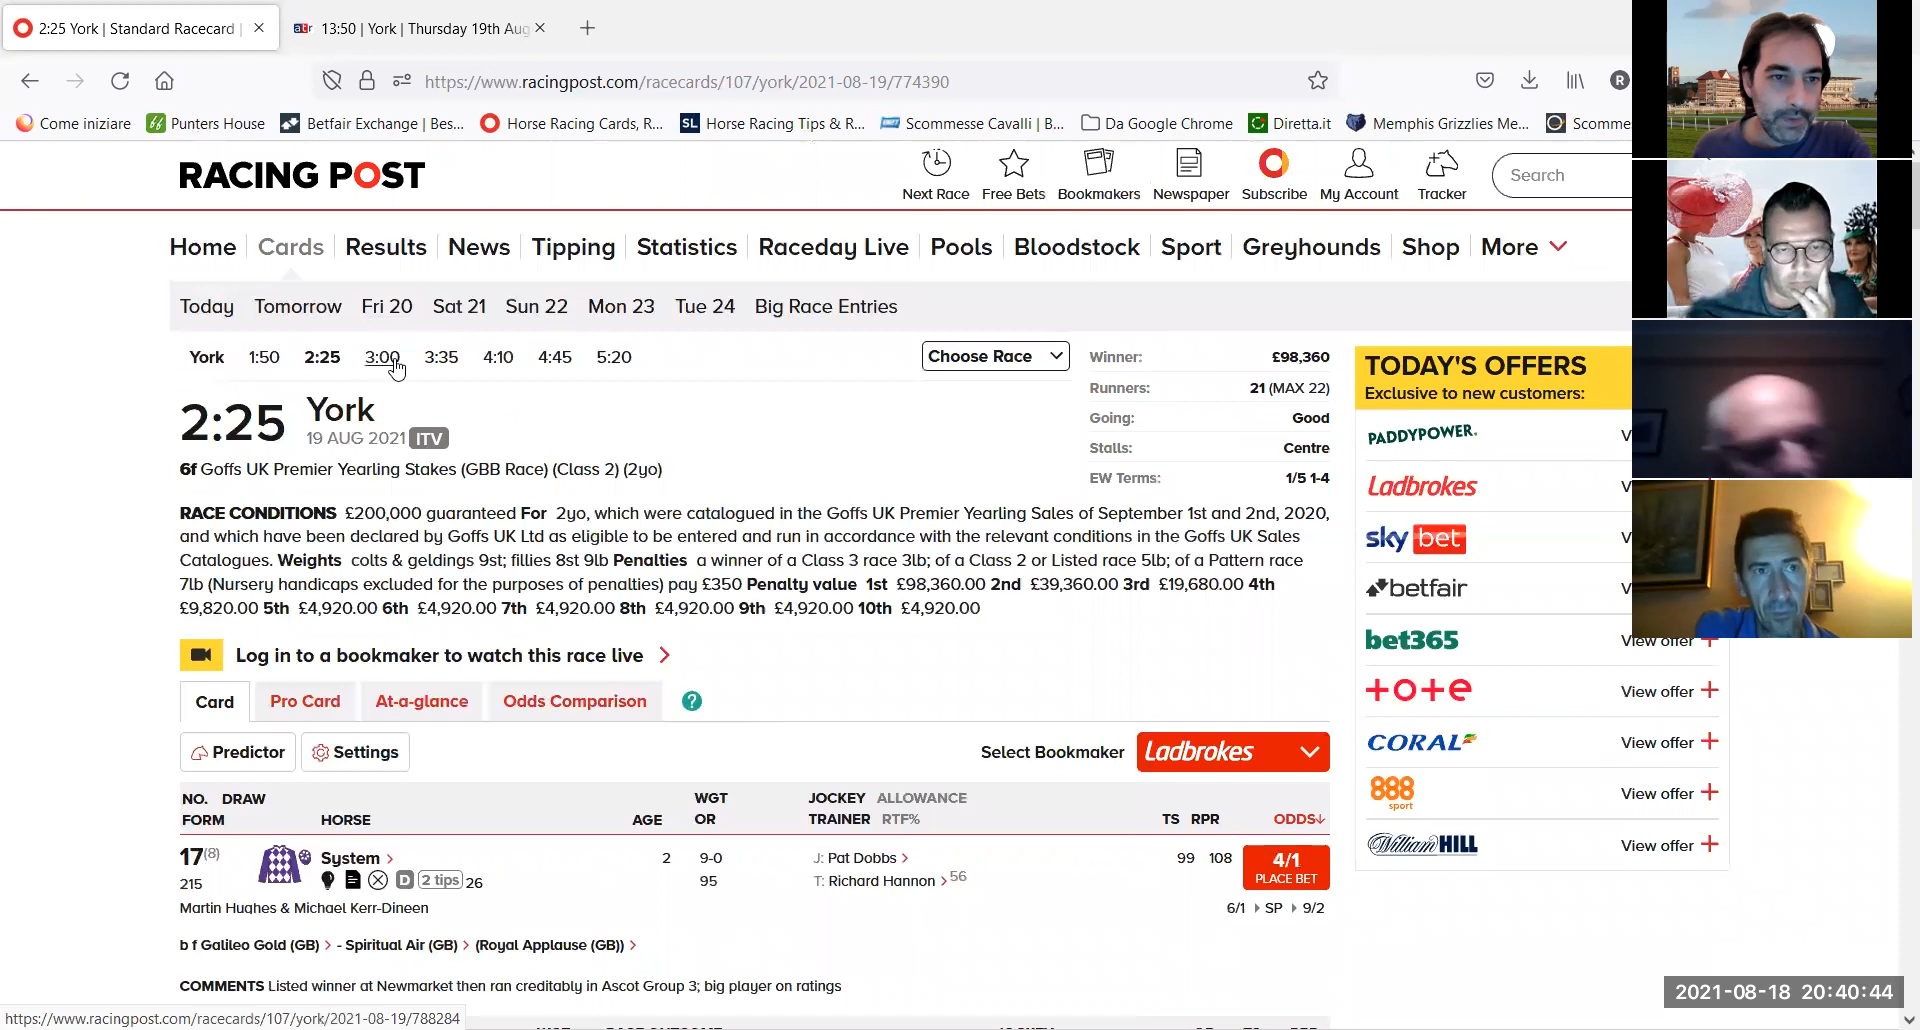 2:25 York | Standard Racecard |
atr 13:50 | York | Thursday 19th Aug
https://www.racingpost.com/racecards/107/york/2021-08-19/774390
R
Come iniziare Punters House Betfair Exchange | Bes... Horse Racing Cards, R... SL Horse Racing Tips & R... Scommesse Cavalli | B... Da Google Chrome Diretta.it Memphis Grizzlies Me... Scomme
RACING POST
Next Race Free Bets Bookmakers Newspaper Subscribe My Account Tracker
Search
Home Cards Results News Tipping Statistics Raceday Live Pools Bloodstock Sport Greyhounds Shop More
Today Tomorrow Fri 20 Sat 21 Sun 22 Mon 23 Tue 24 Big Race Entries
York 1:50 2:25 3:00 3:35 4:10 4:45 5:20
Choose Race
2:25 York
19 AUG 2021 ITV
6f Goffs UK Premier Yearling Stakes (GBB Race) (Class 2) (2yo)
Winner: £98,360
Runners: 21 (MAX 22)
Going: Good
Stalls: Centre
EW Terms: 1/5 1-4
RACE CONDITIONS £200,000 guaranteed For 2yo, which were catalogued in the Goffs UK Premier Yearling Sales of September 1st and 2nd, 2020,
and which have been declared by Goffs UK Ltd as eligible to be entered and run in accordance with the relevant conditions in the Goffs UK Sales
Catalogues. Weights colts & geldings 9st; fillies 8st 9lb Penalties a winner of a Class 3 race 3lb; of a Class 2 or Listed race 5lb; of a Pattern race
7lb (Nursery handicaps excluded for the purposes of penalties) pay £350 Penalty value 1st £98,360.00 2nd £39,360.00 3rd £19,680.00 4th
£9,820.00 5th £4,920.00 6th £4,920.00 7th £4,920.00 8th £4,920.00 9th £4,920.00 10th £4,920.00
Log in to a bookmaker to watch this race live
Card Pro Card At-a-glance Odds Comparison ?
Predictor Settings
Select Bookmaker Ladbrokes
NO. DRAW WGT JOCKEY ALLOWANCE
FORM HORSE AGE OR TRAINER RTF% TS RPR ODDS↓
17(8) System 2 9-0 J: Pat Dobbs 99 108 4/1
215 D 2 tips 26 95 T: Richard Hannon 56 PLACE BET
Martin Hughes & Michael Kerr-Dineen 6/1 SP 9/2
b f Galileo Gold (GB) - Spiritual Air (GB) (Royal Applause (GB))
COMMENTS Listed winner at Newmarket then ran creditably in Ascot Group 3; big player on ratings
TODAY'S OFFERS
Exclusive to new customers:
PADDYPOWER. V
Ladbrokes V
sky bet V
betfair V
bet365 View offer +
tote View offer +
CORAL View offer +
888 sport View offer +
William HILL View offer +
2021-08-18 20:40:44
https://www.racingpost.com/racecards/107/york/2021-08-19/788284